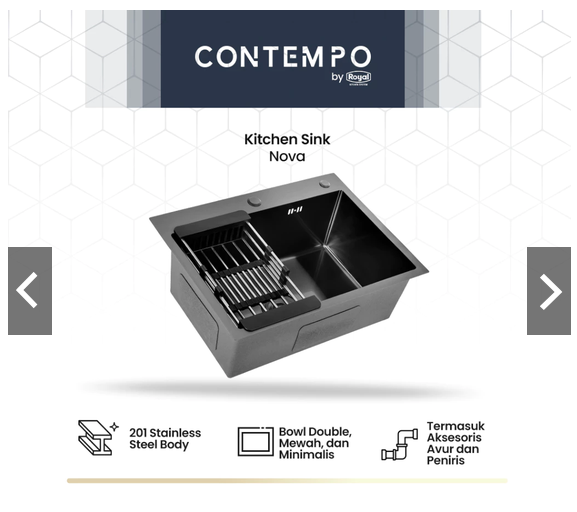 CONTEMPO
by Royal
Kitchen Sink
Nova
201 Stainless
Steel Body
Bowl Double,
Mewah, dan
Minimalis
Termasuk
Aksesoris
Avur dan
Peniris